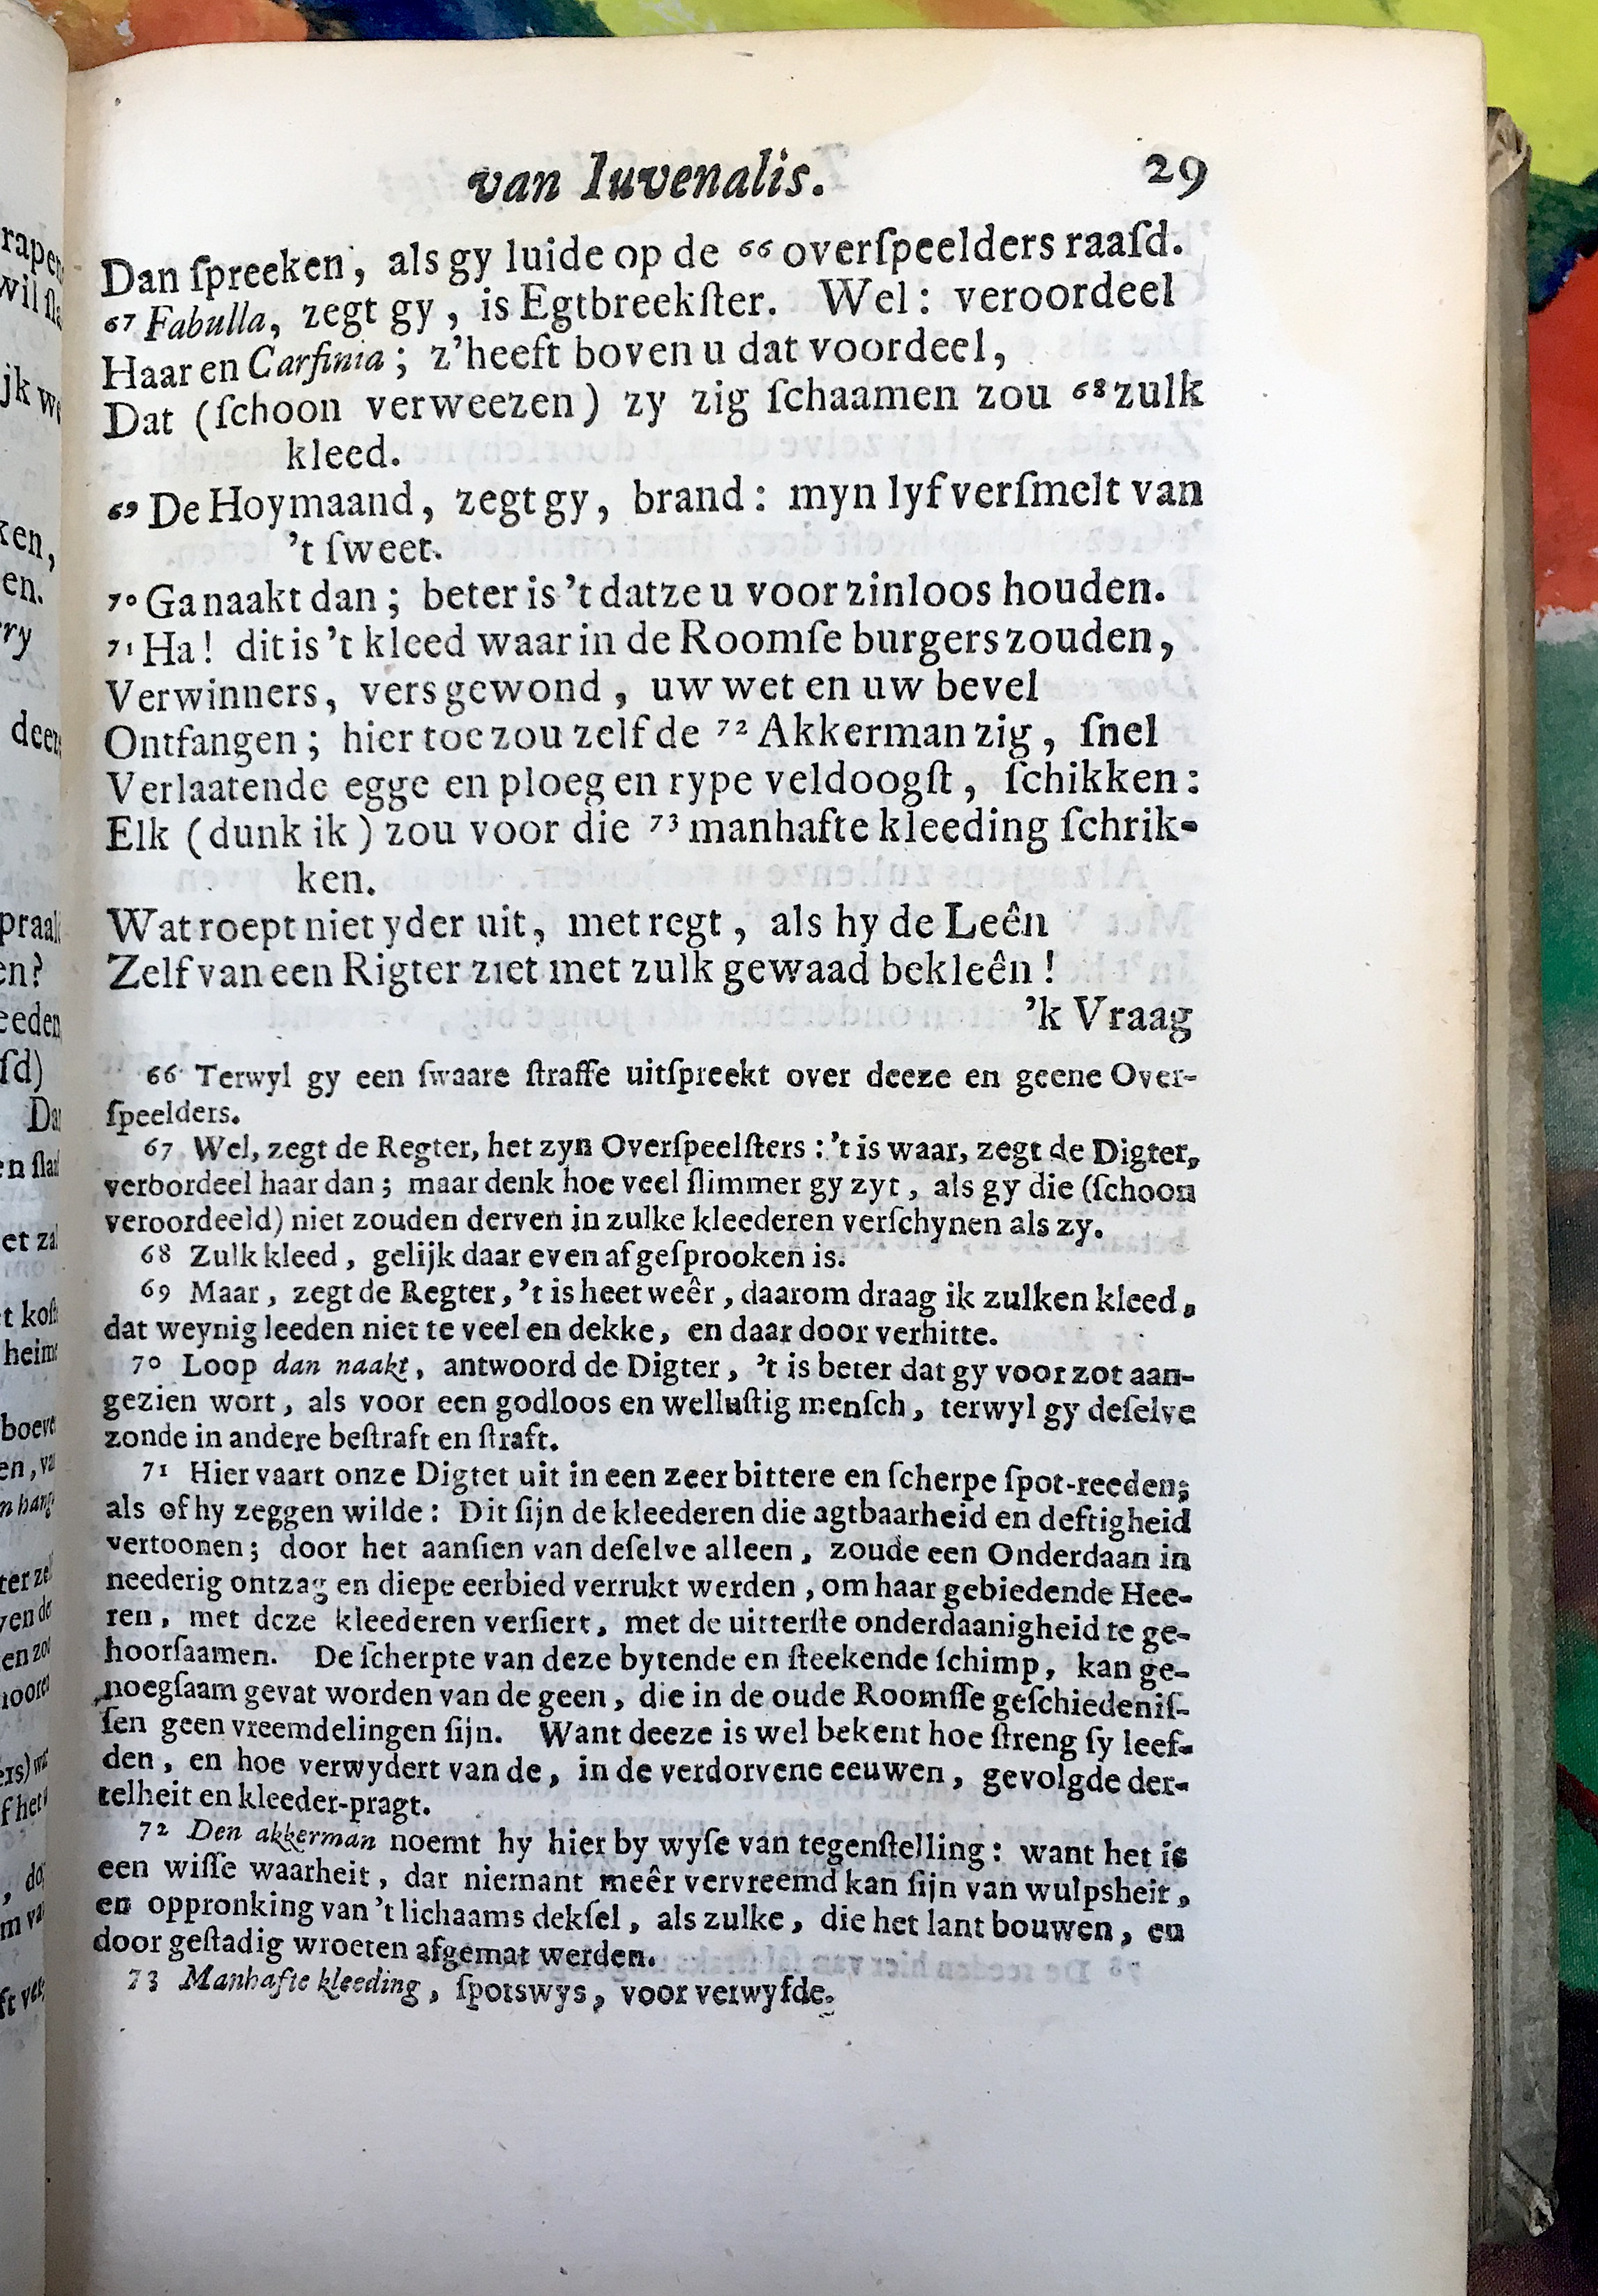 van Iuvenalis. 29
Dan ſpreeken, als gy luide op de 66 overſpeelders raaſd.
67 Fabulla, zegt gy, is Egtbreekſter. Wel: veroordeel
Haar en Carfinia; z'heeft boven u dat voordeel,
Dat (ſchoon verweezen) zy zig ſchaamen zou 68 zulk
kleed.
69 De Hoymaand, zegt gy, brand: myn lyf verſmelt van
't ſweet.
70 Ga naakt dan; beter is 't datze u voor zinloos houden.
71 Ha! dit is 't kleed waar in de Roomſe burgers zouden,
Verwinners, vers gewond, uw wet en uw bevel
Ontfangen; hier toe zou zelf de 72 Akkerman zig, ſnel
Verlaatende egge en ploeg en rype veldoogſt, ſchikken:
Elk (dunk ik) zou voor die 73 manhafte kleeding ſchrik-
ken.
Wat roept niet yder uit, met regt, als hy de Leên
Zelf van een Rigter ziet met zulk gewaad bekleên!
'k Vraag
66 Terwyl gy een ſwaare ſtraffe uitſpreekt over deeze en geene Over-
ſpeelders.
67 Wel, zegt de Regter, het zyn Overſpeelſters: 't is waar, zegt de Digter,
verbordeel haar dan; maar denk hoe veel ſlimmer gy zyt, als gy die (ſchoon
veroordeeld) niet zouden derven in zulke kleederen verſchynen als zy.
68 Zulk kleed, gelijk daar even afgeſprooken is.
69 Maar, zegt de Regter, 't is heet weêr, daarom draag ik zulken kleed,
dat weynig leeden niet te veel en dekke, en daar door verhitte.
70 Loop dan naakt, antwoord de Digter, 't is beter dat gy voor zot aan-
gezien wort, als voor een godloos en welluſtig menſch, terwyl gy deſelve
zonde in andere beſtraft en ſtraft.
71 Hier vaart onze Digtet uit in een zeer bittere en ſcherpe ſpot-reeden;
als of hy zeggen wilde: Dit ſijn de kleederen die agtbaarheid en deftigheid
vertoonen; door het aanſien van deſelve alleen, zoude een Onderdaan in
neederig ontzag en diepe eerbied verrukt werden, om haar gebiedende Hee-
ren, met deze kleederen verſiert, met de uitterſte onderdaanigheid te ge-
hoorſaamen. De ſcherpte van deze bytende en ſteekende ſchimp, kan ge-
noegſaam gevat worden van de geen, die in de oude Roomſſe geſchiedeniſ-
ſen geen vreemdelingen ſijn. Want deeze is wel bekent hoe ſtreng ſy leef-
den, en hoe verwydert van de, in de verdorvene eeuwen, gevolgde der-
telheit en kleeder-pragt.
72 Den akkerman noemt hy hier by wyſe van tegenſtelling: want het is
een wiſſe waarheit, dat niemant meêr vervreemd kan ſijn van wulpsheit,
en oppronking van 't lichaams dekſel, als zulke, die het lant bouwen, en
door geſtadig wroeten afgemat werden.
73 Manhafte kleeding, ſpotswys, voor verwyfde.